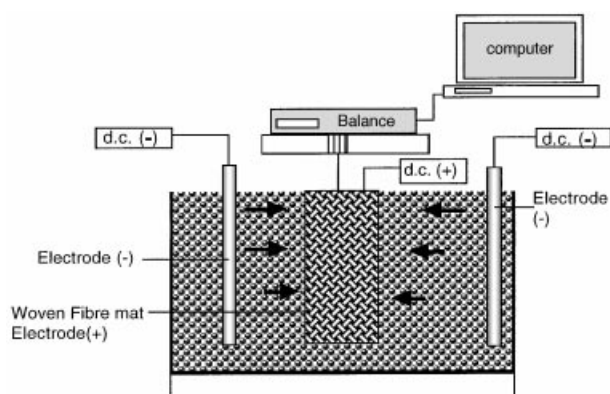 computer
Balance
d.c. (-)
d.c. (-)
d.c. (+)
Electrode
(-)
Electrode (-)
Woven Fibre mat
Electrode(+)